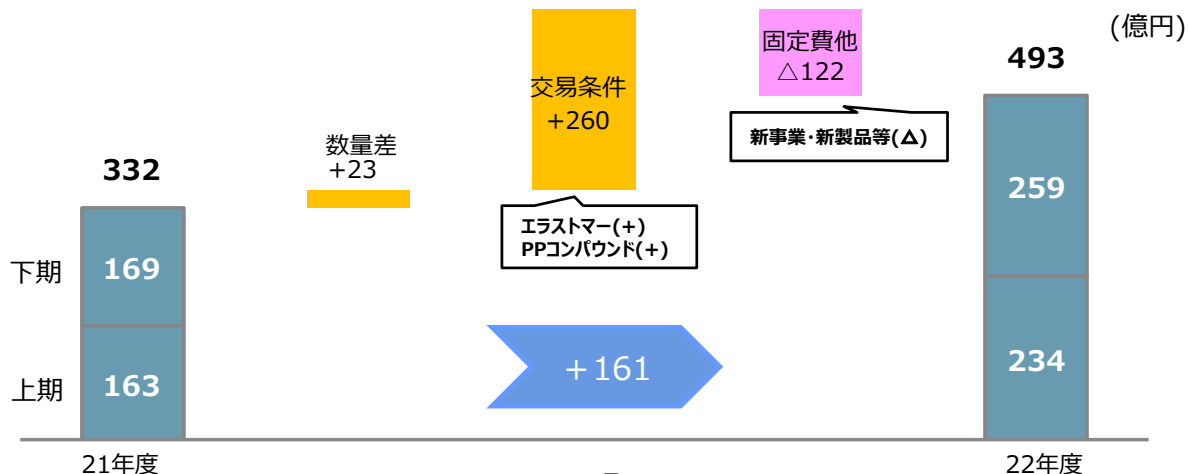 (億円)
332
数量差
+23
交易条件
+260
エラストマー(+)
PPコンパウンド(+)
固定費他
△122
新事業・新製品等(△)
493
下期
169
259
上期
163
+161
234
21年度
22年度